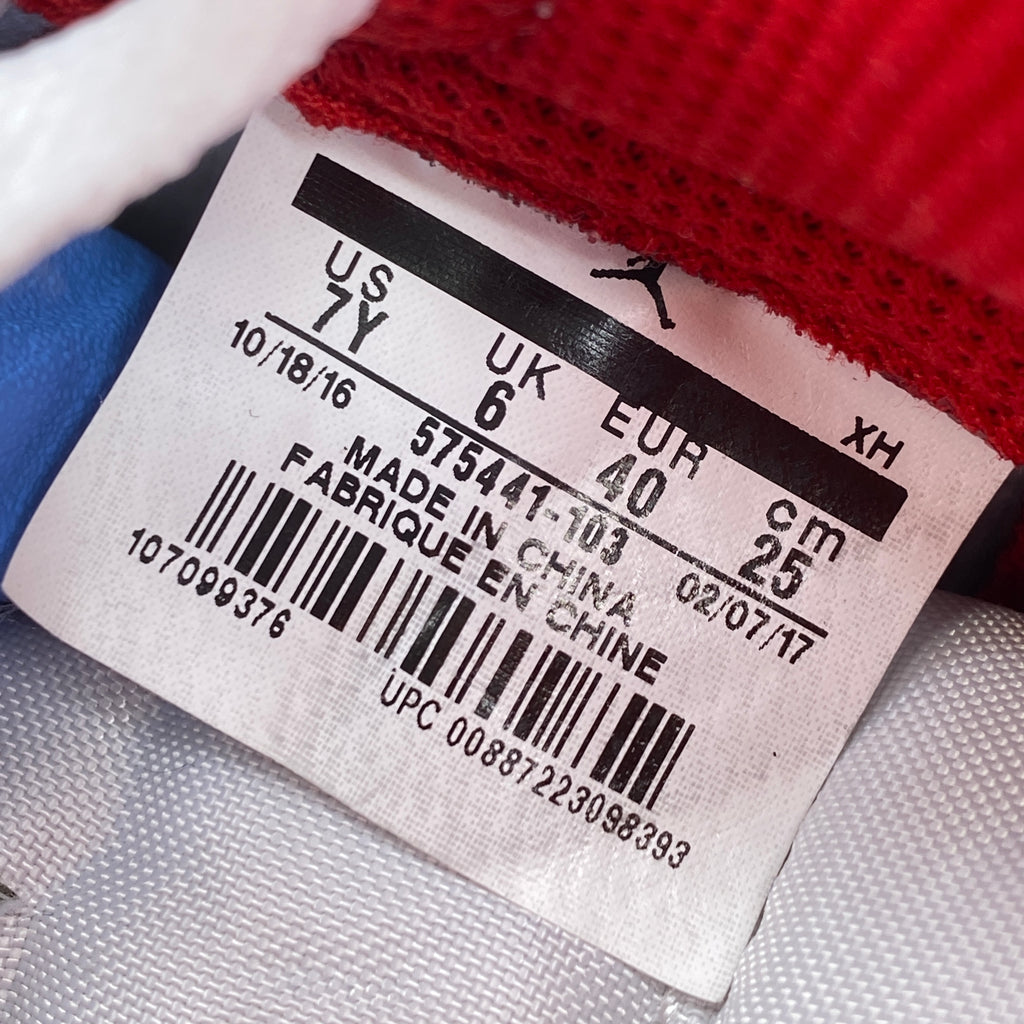 XH
US UK EUR cm
7Y 6 40 25
10/18/16 575441-103 02/07/17
MADE IN CHINA
FABRIQUE EN CHINE
107099376
UPC 00887223098393